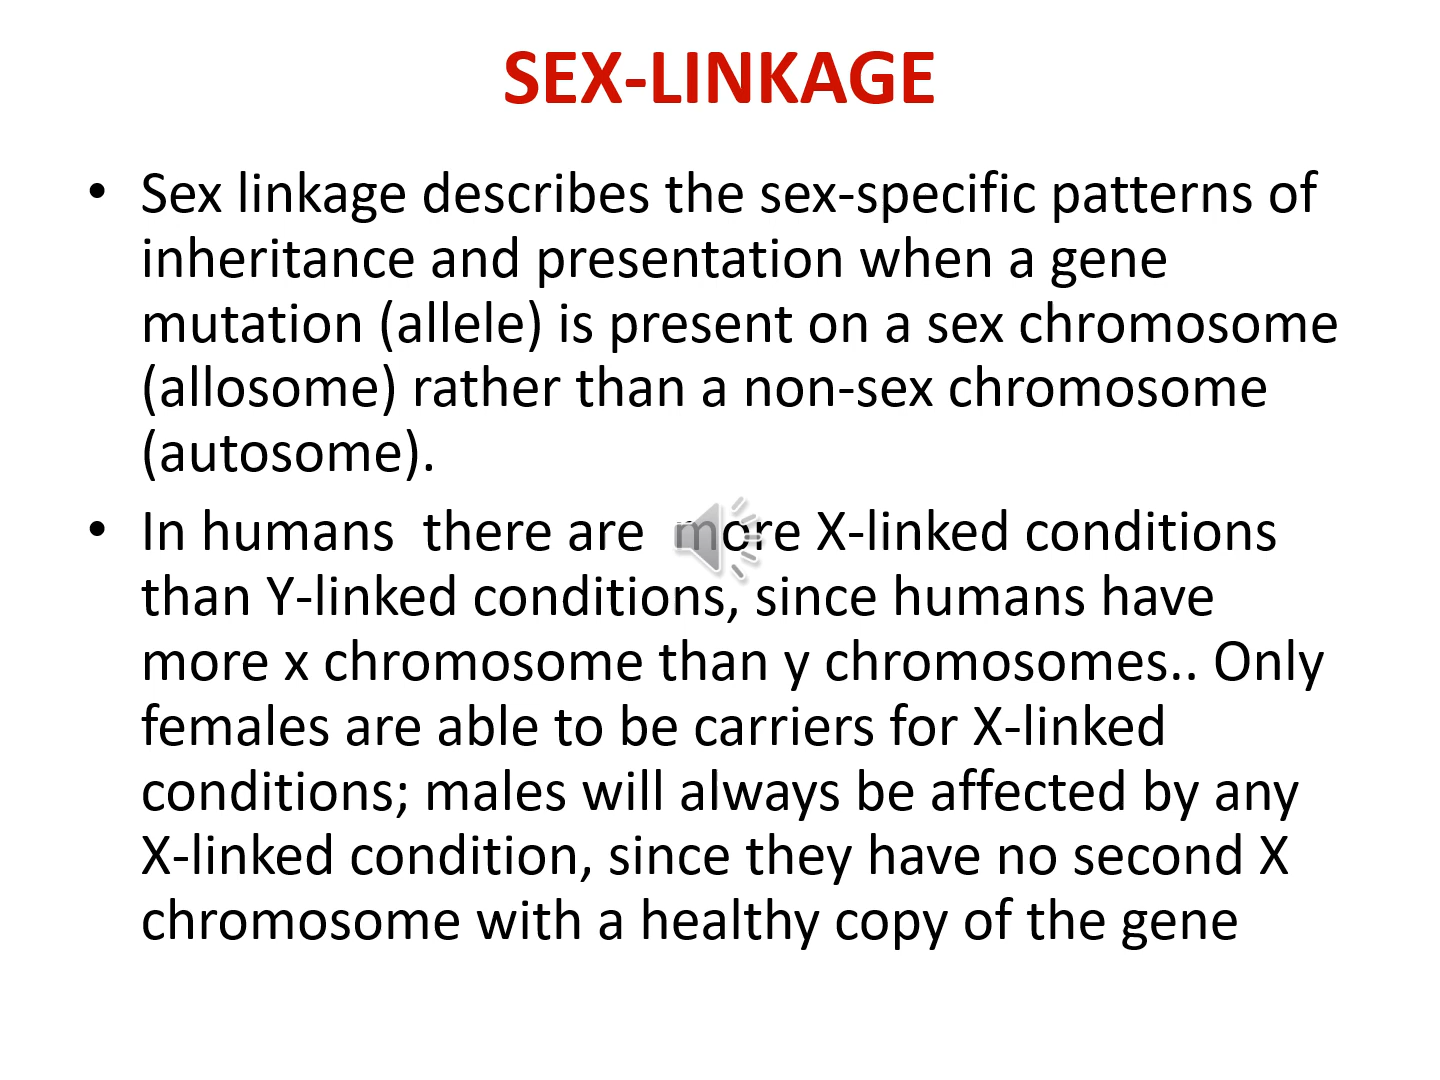 SEX-LINKAGE
• Sex linkage describes the sex-specific patterns of
inheritance and presentation when a gene
mutation (allele) is present on a sex chromosome
(allosome) rather than a non-sex chromosome
(autosome).
• In humans  there are  more X-linked conditions
than Y-linked conditions, since humans have
more x chromosome than y chromosomes.. Only
females are able to be carriers for X-linked
conditions; males will always be affected by any
X-linked condition, since they have no second X
chromosome with a healthy copy of the gene